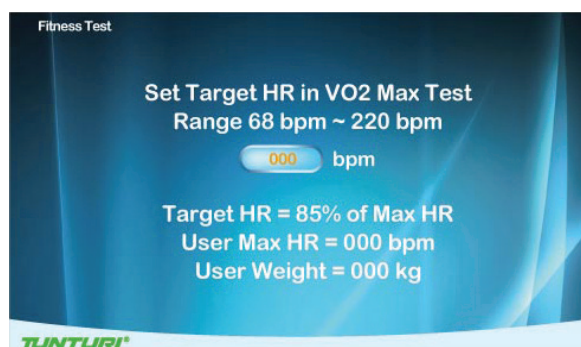 Fitness Test
Set Target HR in VO2 Max Test
Range 68 bpm ~ 220 bpm
000 bpm
Target HR = 85% of Max HR
User Max HR = 000 bpm
User Weight = 000 kg
TUNTURI®